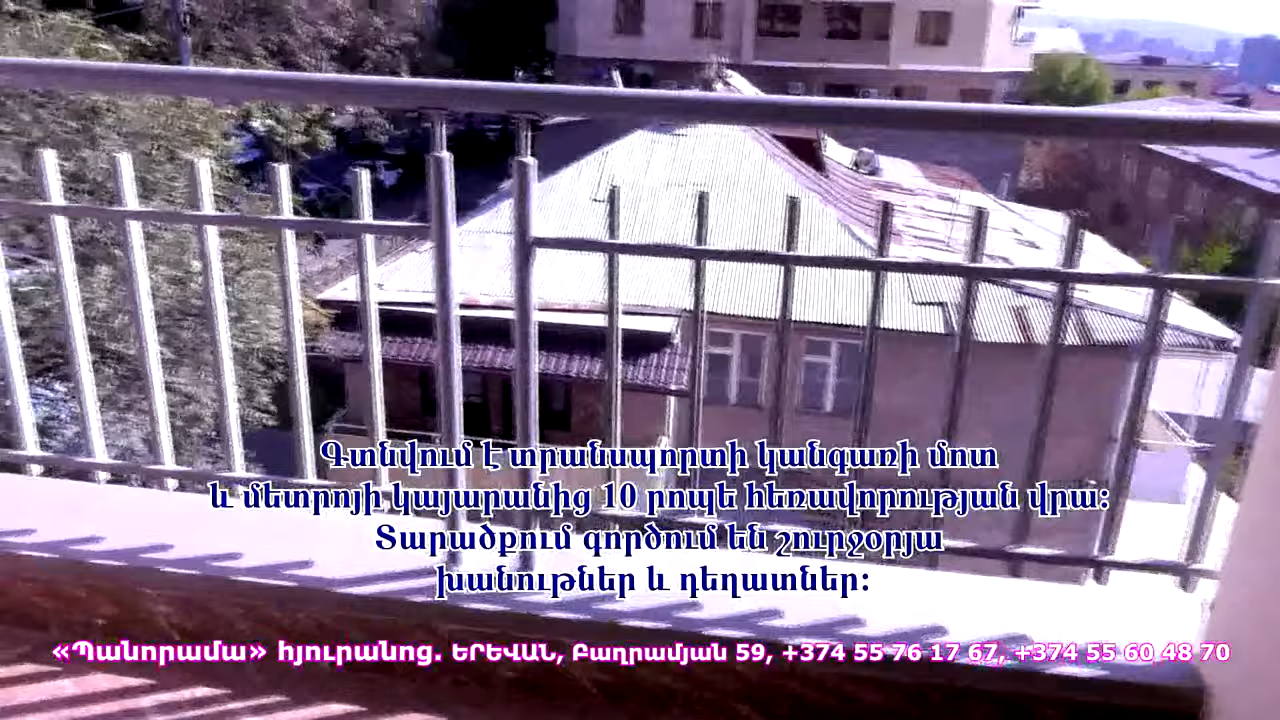 Գտնվում է տրանսպորտի կանգառի մոտ
և մետրոյի կայարանից 10 րոպե հեռավորության վրա:
Տարածքում գործում են շուրջօրյա
խանութներ և դեղատներ:
«Պանորամա» հյուրանոց. ԵՐԵՎԱՆ, Բաղրամյան 59, +374 55 76 17 67, +374 55 60 48 70